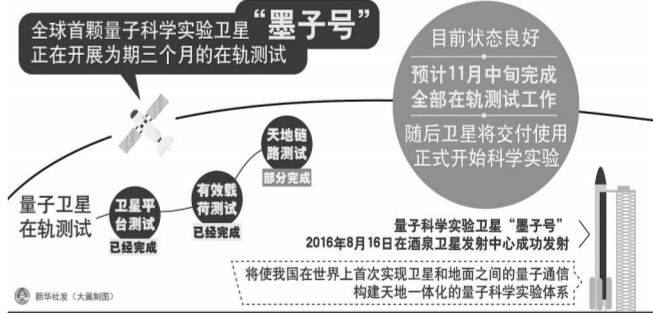 全球首颗量子科学实验卫星“墨子号”
正在开展为期三个月的在轨测试
目前状态良好
预计11月中旬完成
全部在轨测试工作
随后卫星将交付使用
正式开始科学实验
量子卫星
在轨测试
卫星平
台测试
已经完成
有效载
荷测试
已经完成
天地链
路测试
部分完成
量子科学实验卫星“墨子号”
2016年8月16日在酒泉卫星发射中心成功发射
将使我国在世界上首次实现卫星和地面之间的量子通信
构建天地一体化的量子科学实验体系
新华社发（大巢制图）